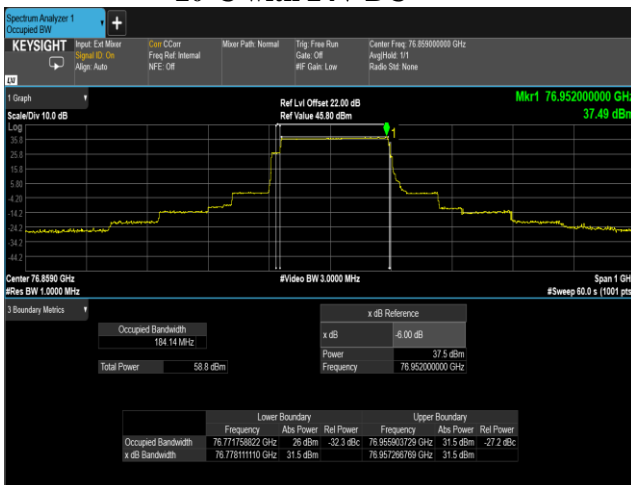 Spectrum Analyzer 1
Occupied BW
+
KEYSIGHT
Input: Ext Mixer
Signal ID: On
Align: Auto
Corr CCorr
Freq Ref: Internal
NFE: Off
Mixer Path: Normal
Trig: Free Run
Gate: Off
#IF Gain: Low
Center Freq: 76.859000000 GHz
Avg|Hold: 1/1
Radio Std: None
LXI
1 Graph
Scale/Div 10.0 dB
Ref Lvl Offset 22.00 dB
Ref Value 45.80 dBm
Mkr1 76.952000000 GHz
37.49 dBm
Log
35.8
25.8
15.8
5.80
-4.20
-14.2
-24.2
-34.2
-44.2
1
Center 76.8590 GHz
#Video BW 3.0000 MHz
Span 1 GH
#Res BW 1.0000 MHz
#Sweep 60.0 s (1001 pts
3 Boundary Metrics
Occupied Bandwidth
184.14 MHz
Total Power 58.8 dBm
x dB Reference
x dB -6.00 dB
Power 37.5 dBm
Frequency 76.952000000 GHz
Lower Boundary Upper Boundary
Frequency Abs Power Rel Power Frequency Abs Power Rel Power
Occupied Bandwidth 76.771758822 GHz 26 dBm -32.3 dBc 76.955903729 GHz 31.5 dBm -27.2 dBc
x dB Bandwidth 76.778111110 GHz 31.5 dBm 76.957266769 GHz 31.5 dBm